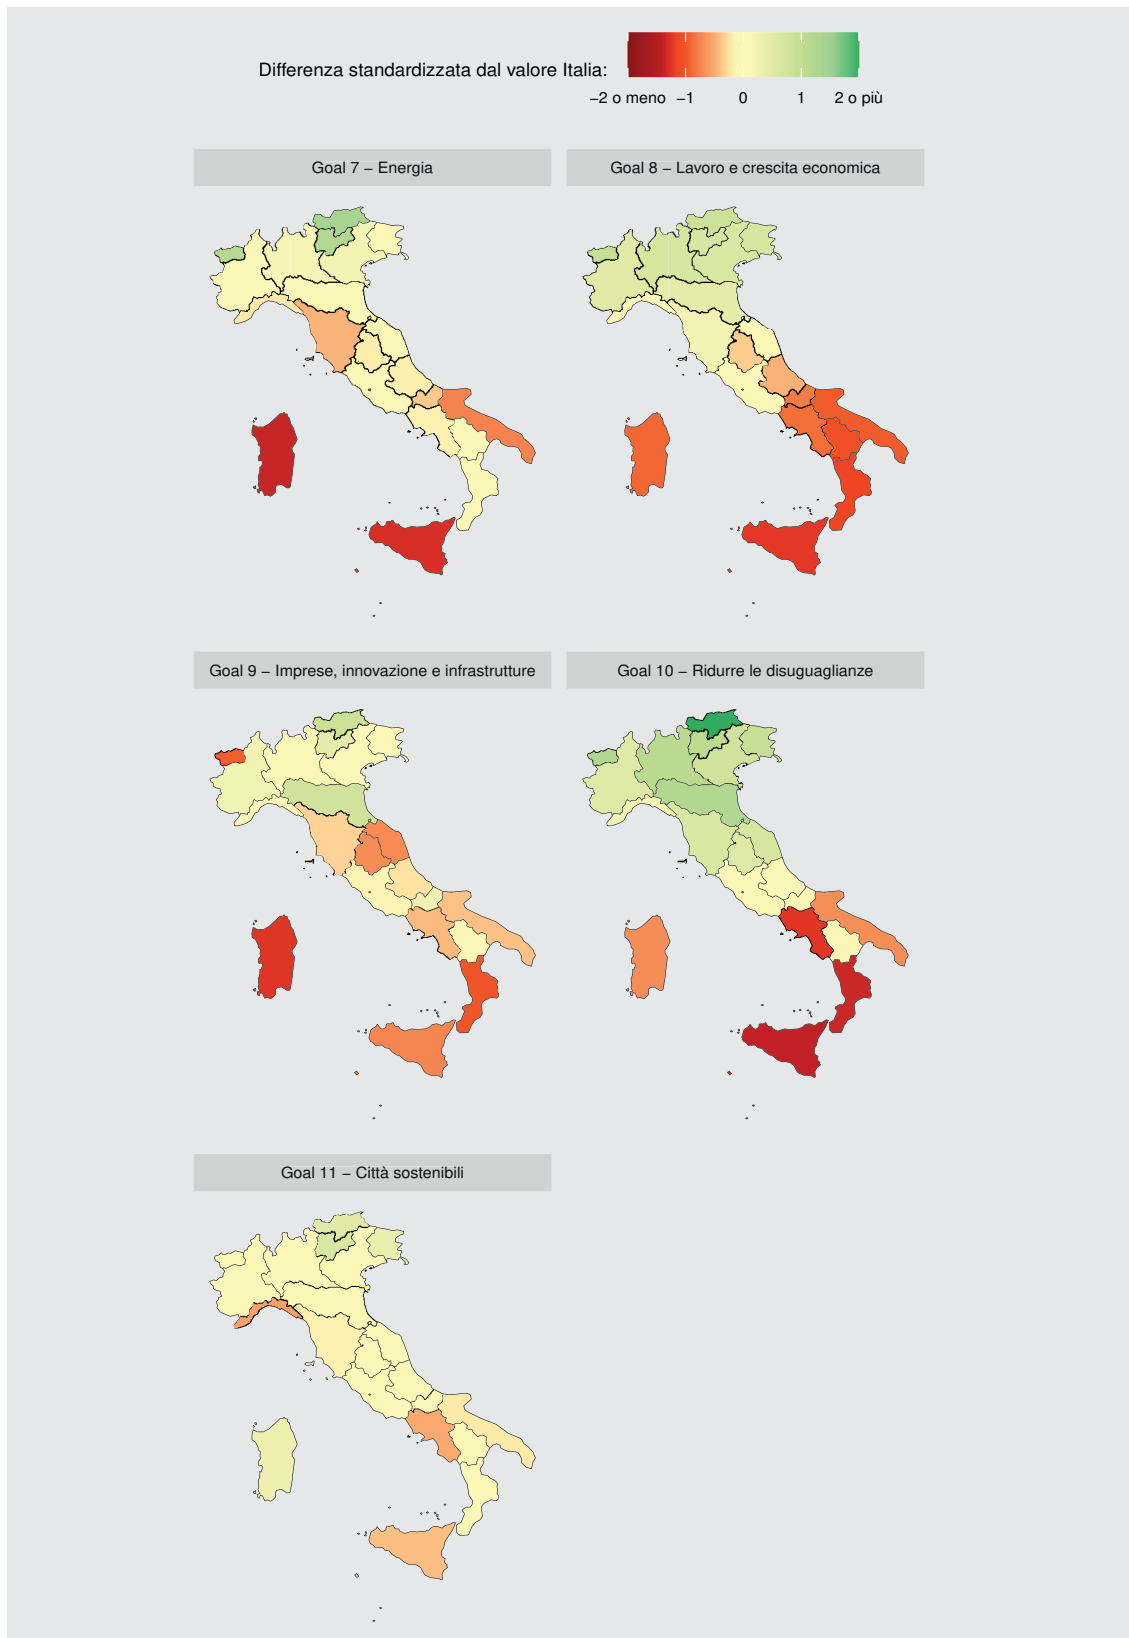 Differenza standardizzata dal valore Italia:
−2 o meno −1 0 1 2 o più
Goal 7 − Energia
Goal 8 − Lavoro e crescita economica
Goal 9 − Imprese, innovazione e infrastrutture
Goal 10 − Ridurre le disuguaglianze
Goal 11 − Città sostenibili